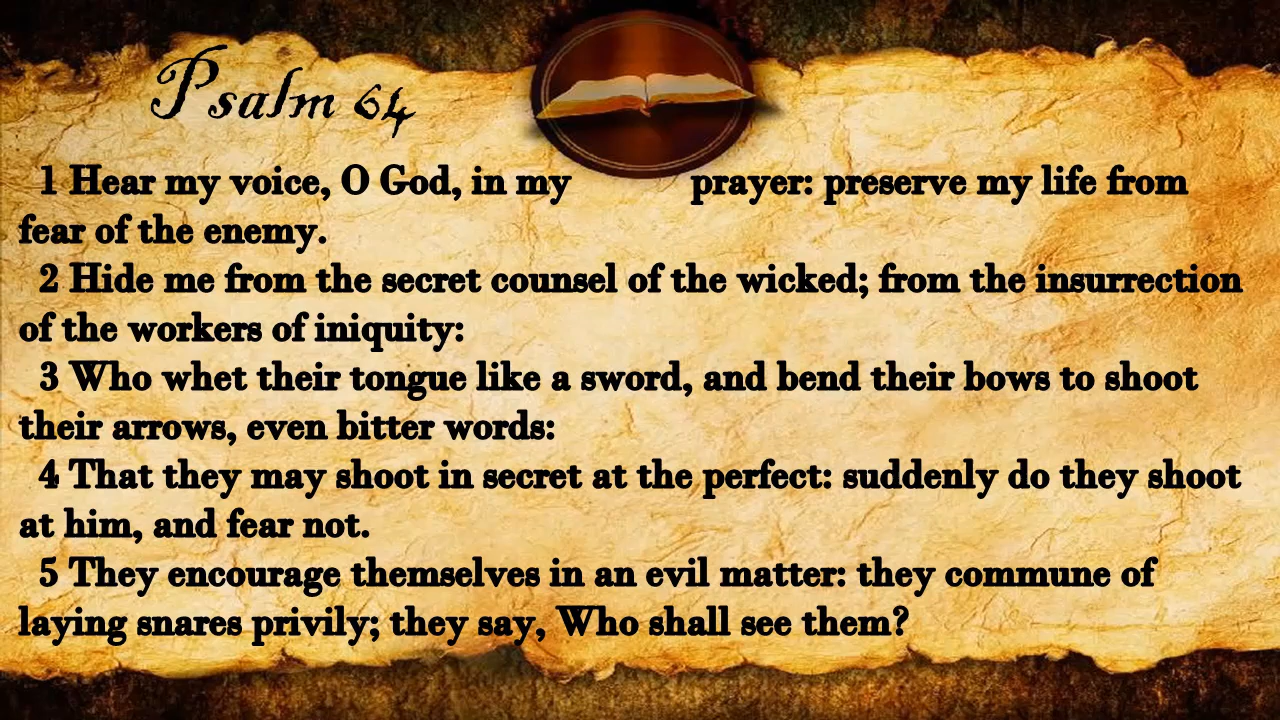 Psalm 64
1 Hear my voice, O God, in my prayer: preserve my life from
fear of the enemy.
2 Hide me from the secret counsel of the wicked; from the insurrection
of the workers of iniquity:
3 Who whet their tongue like a sword, and bend their bows to shoot
their arrows, even bitter words:
4 That they may shoot in secret at the perfect: suddenly do they shoot
at him, and fear not.
5 They encourage themselves in an evil matter: they commune of
laying snares privily; they say, Who shall see them?